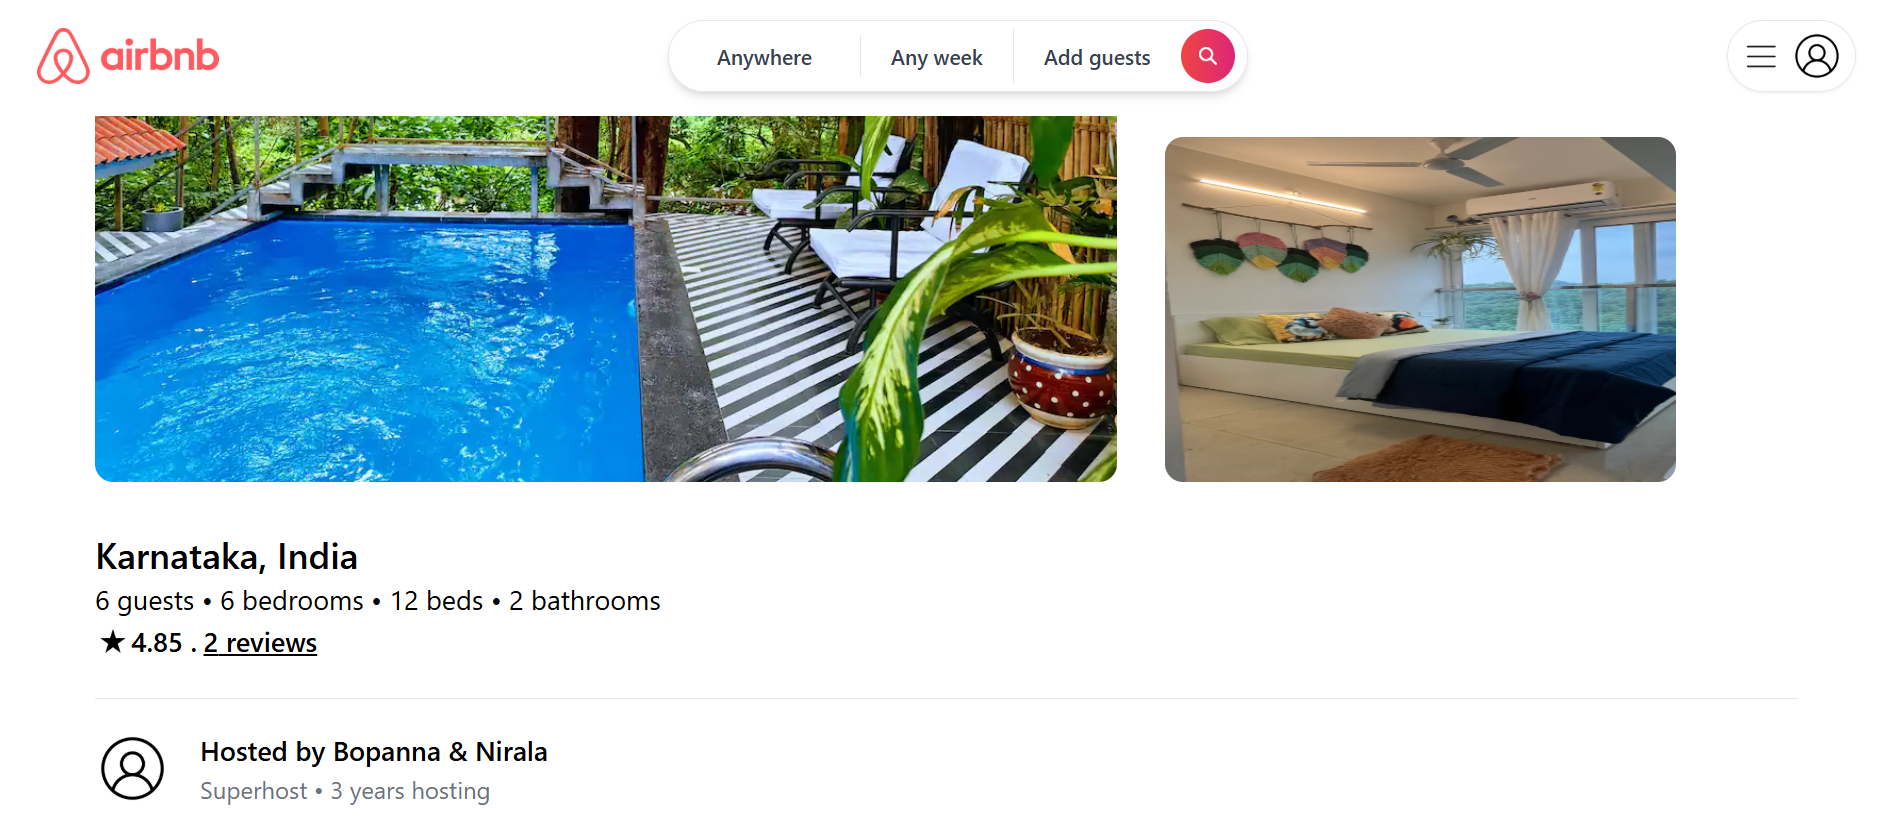 airbnb
Anywhere
Any week
Add guests
Karnataka, India
6 guests • 6 bedrooms • 12 beds • 2 bathrooms
★ 4.85 . 2 reviews
Hosted by Bopanna & Nirala
Superhost • 3 years hosting